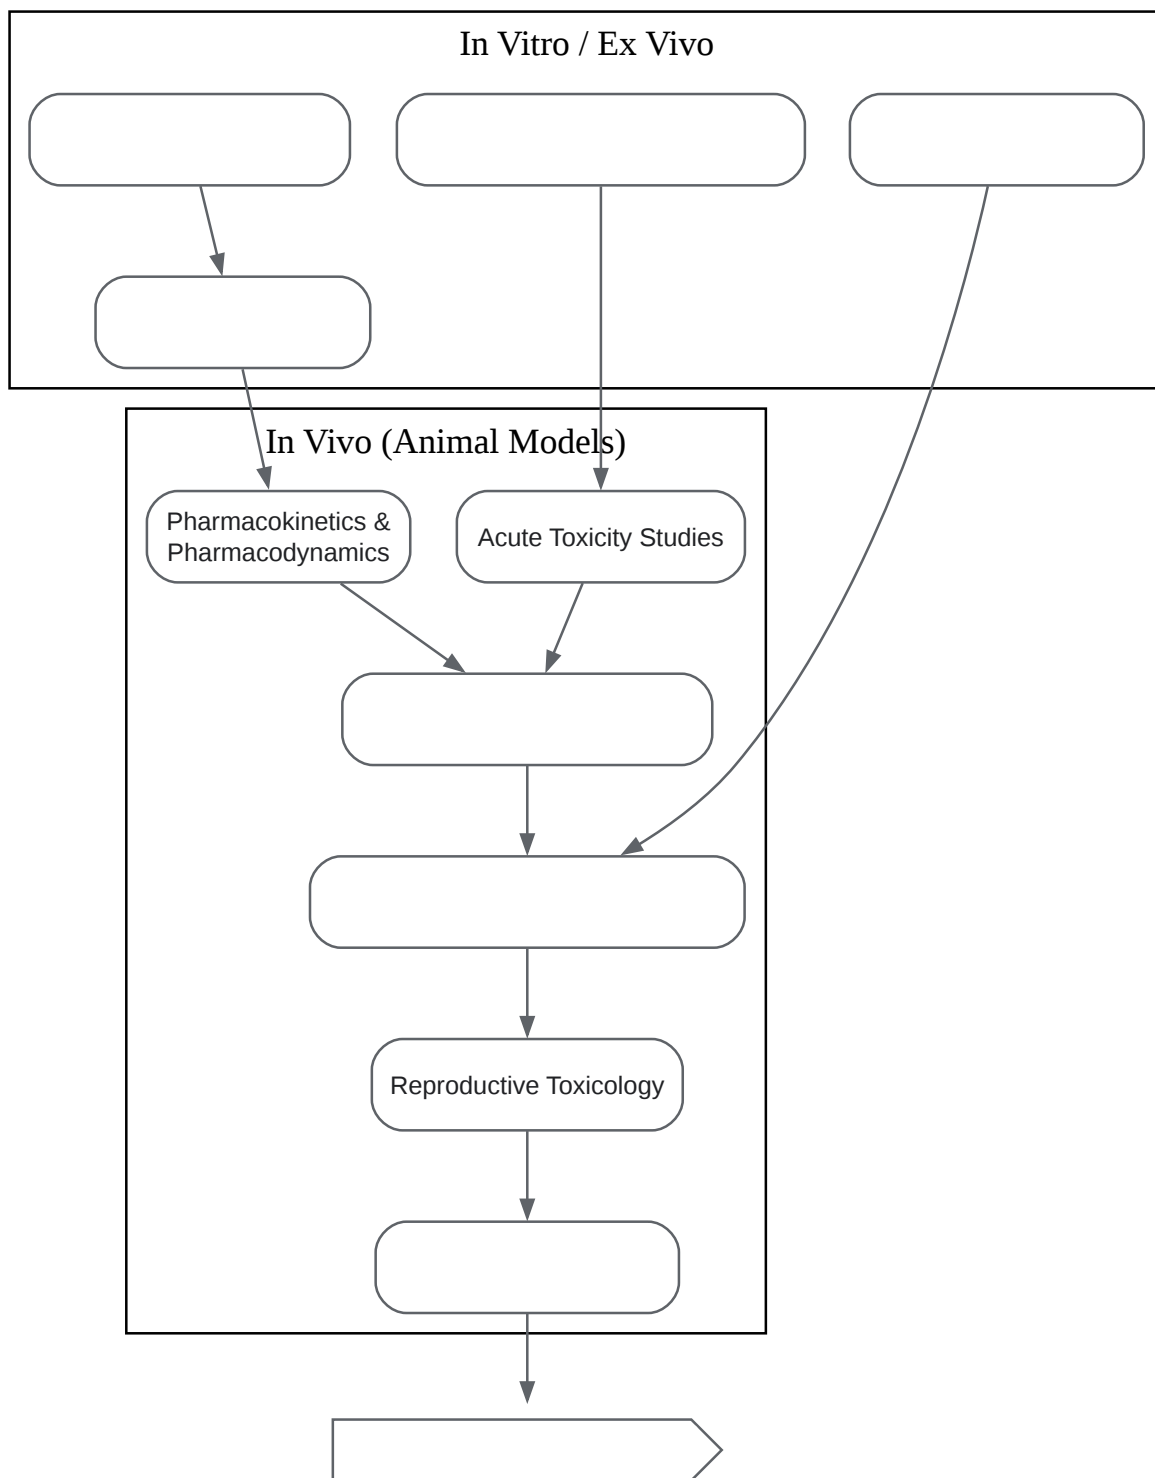 In Vitro / Ex Vivo
In Vivo (Animal Models)
Pharmacokinetics &
Pharmacodynamics
Acute Toxicity Studies
Reproductive Toxicology